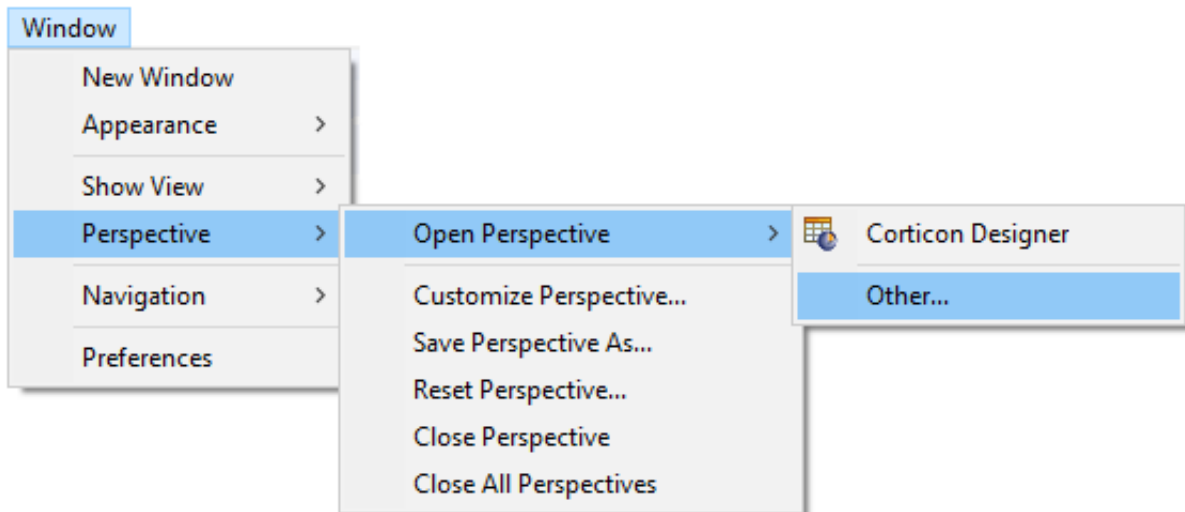 Window
New Window
Appearance
Show View
Perspective
Navigation
Preferences
Open Perspective
Customize Perspective...
Save Perspective As...
Reset Perspective...
Close Perspective
Close All Perspectives
Corticon Designer
Other...